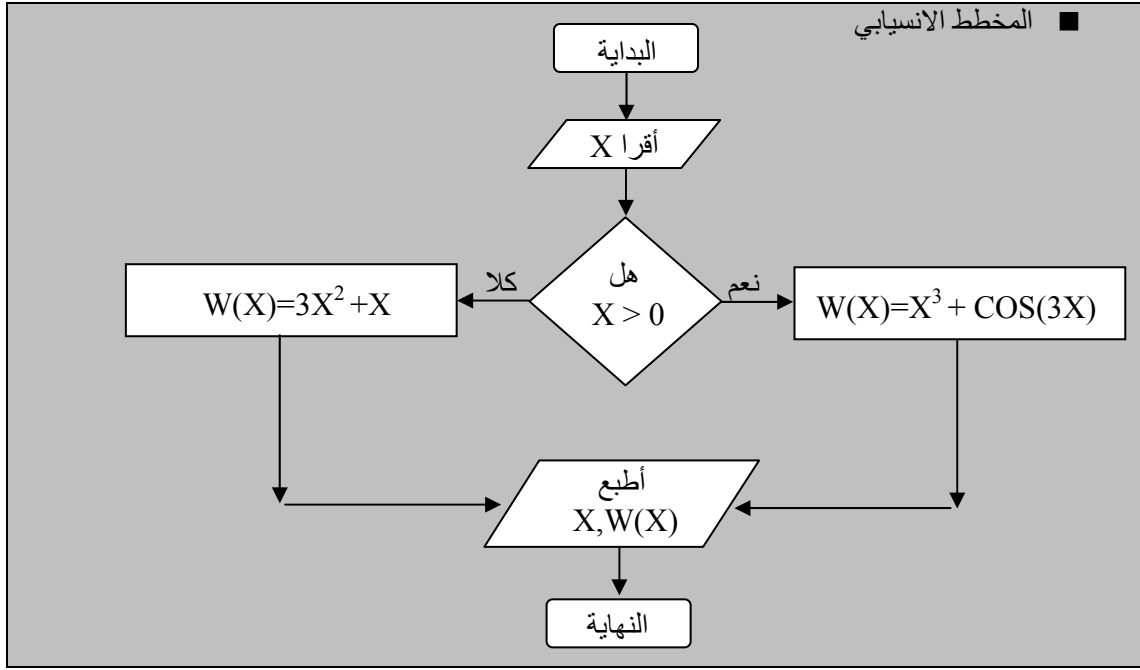 ■ المخطط الانسيابي
البداية
أقرا X
هل
X > 0
نعم
كلا
W(X)=X³ + COS(3X)
W(X)=3X² +X
أطبع
X,W(X)
النهاية